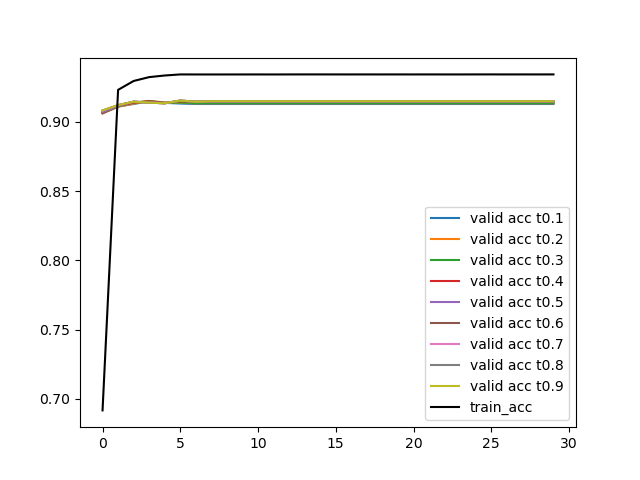 0.90
0.85
0.80
0.75
0.70
valid acc t0.1
valid acc t0.2
valid acc t0.3
valid acc t0.4
valid acc t0.5
valid acc t0.6
valid acc t0.7
valid acc t0.8
valid acc t0.9
train_acc
0 5 10 15 20 25 30